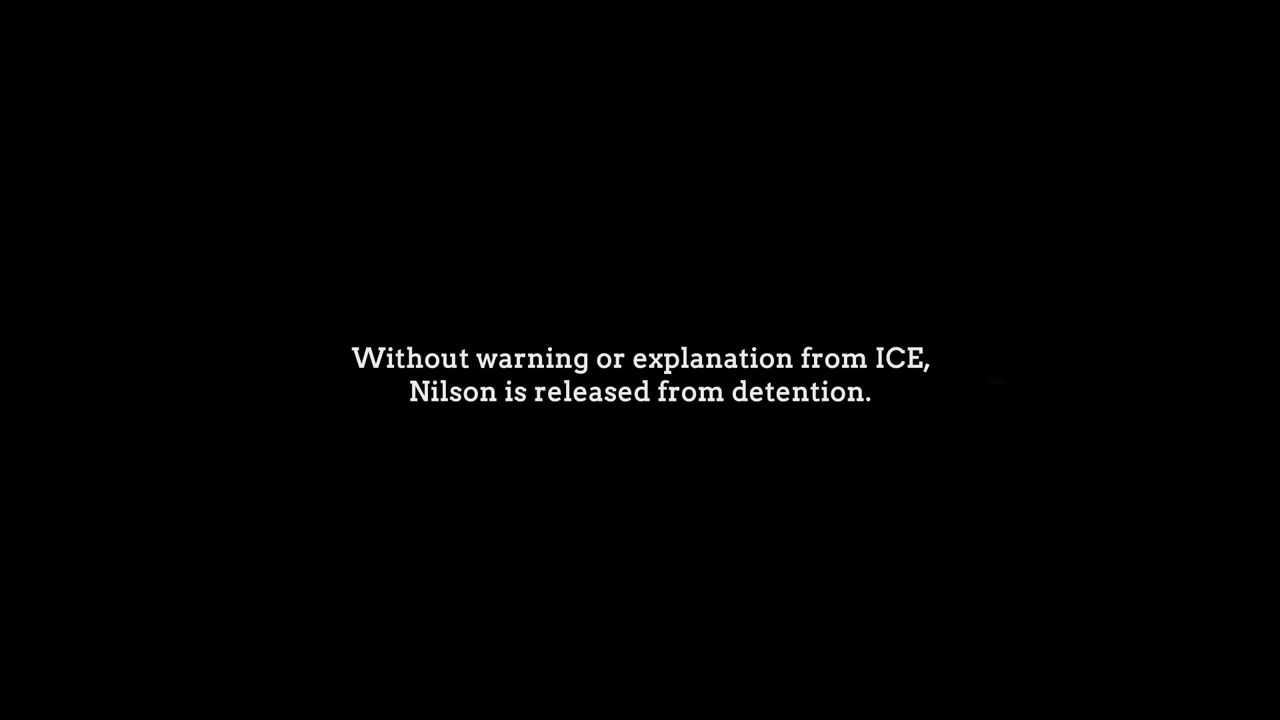 Without warning or explanation from ICE,
Nilson is released from detention.